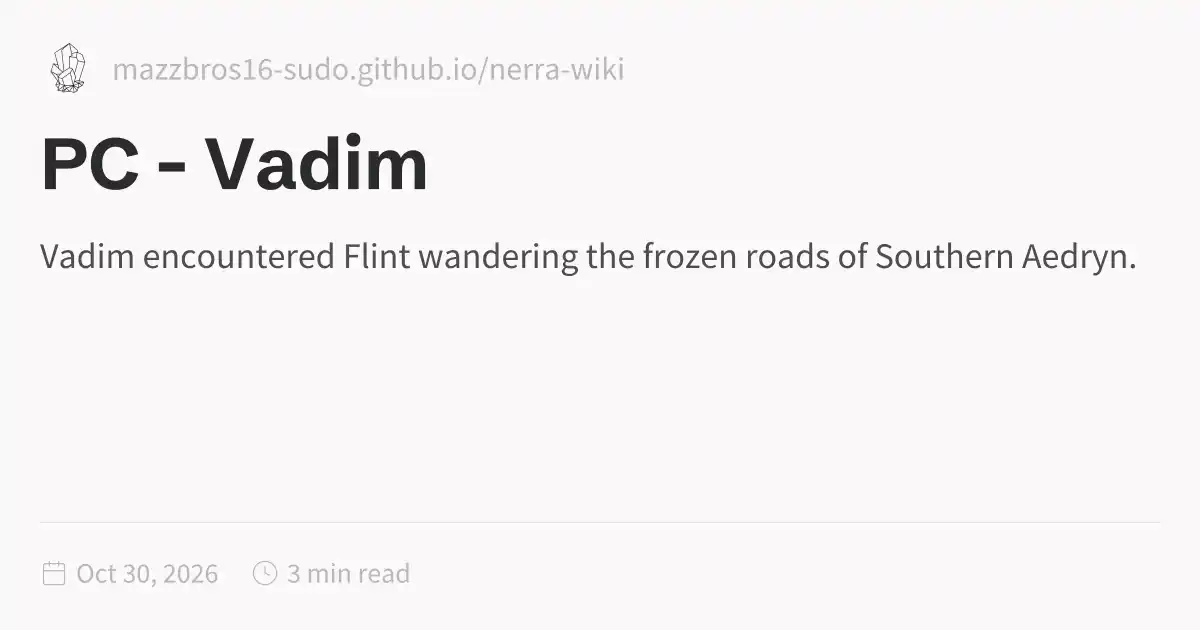 mazzbros16-sudo.github.io/nerra-wiki
PC - Vadim
Vadim encountered Flint wandering the frozen roads of Southern Aedryn.
Oct 30, 2026 3 min read